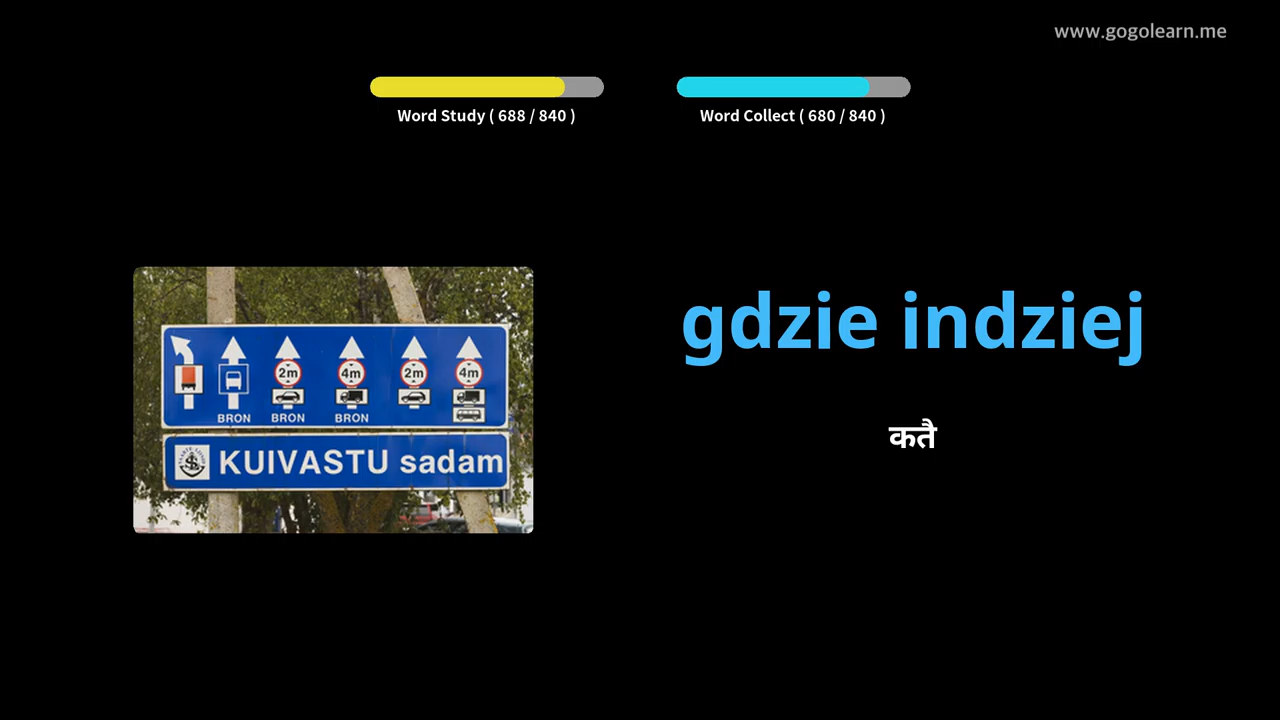 www.gogolearn.me
Word Study ( 688 / 840 )
Word Collect ( 680 / 840 )
gdzie indziej
कतै
2m 4m 2m 4m
BRON BRON BRON
KUIVASTU sadam